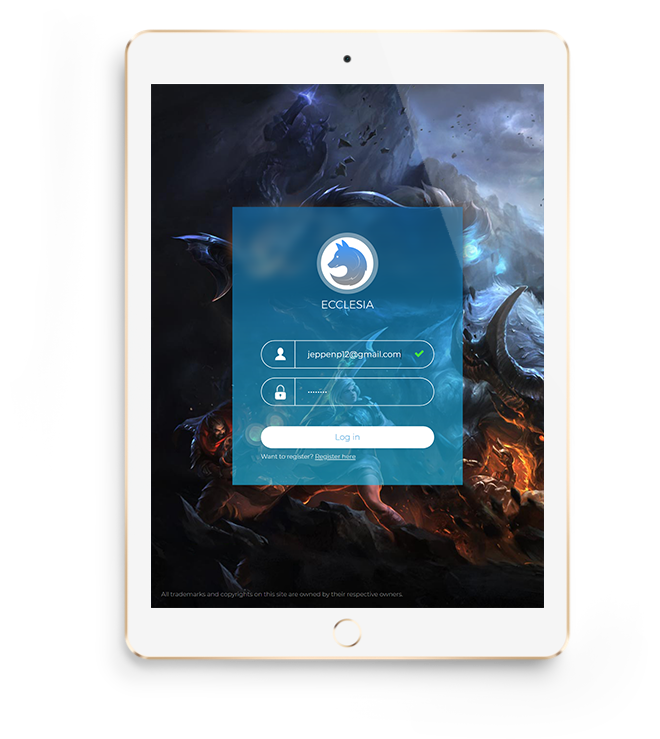 ECCLESIA
jeppenp12@gmail.com
Log in
Want to register? Register here
All trademarks and copyrights on this site are owned by their respective owners.